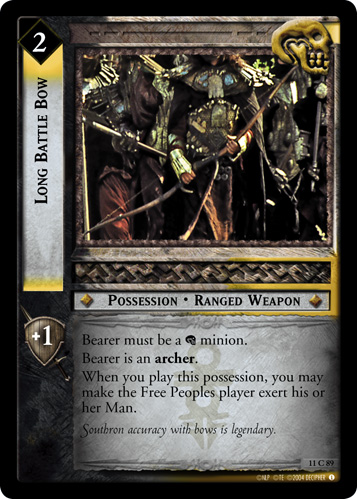 2
LONG BATTLE BOW
POSSESSION • RANGED WEAPON
+1
Bearer must be a minion.
Bearer is an archer.
When you play this possession, you may
make the Free Peoples player exert his or
her Man.
Southron accuracy with bows is legendary.
11 C 89
©NLP ©TE ©2004 DECIPHER